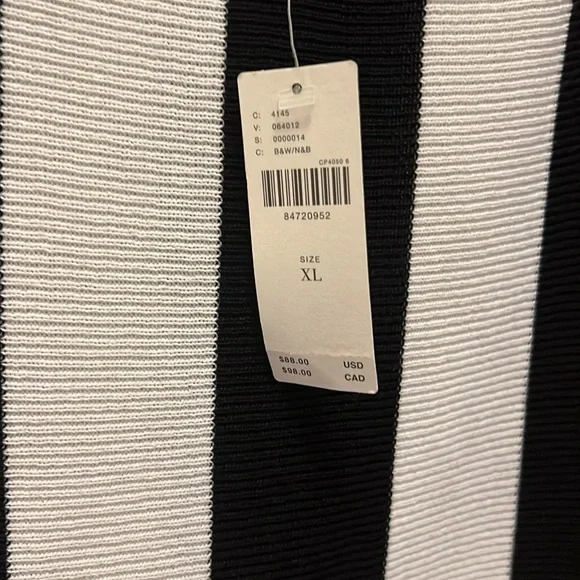 C: 4145
V: 064012
S: 0000014
C: B&W/N&B
CP4050 6
84720952
SIZE
XL
$88.00 USD
$98.00 CAD